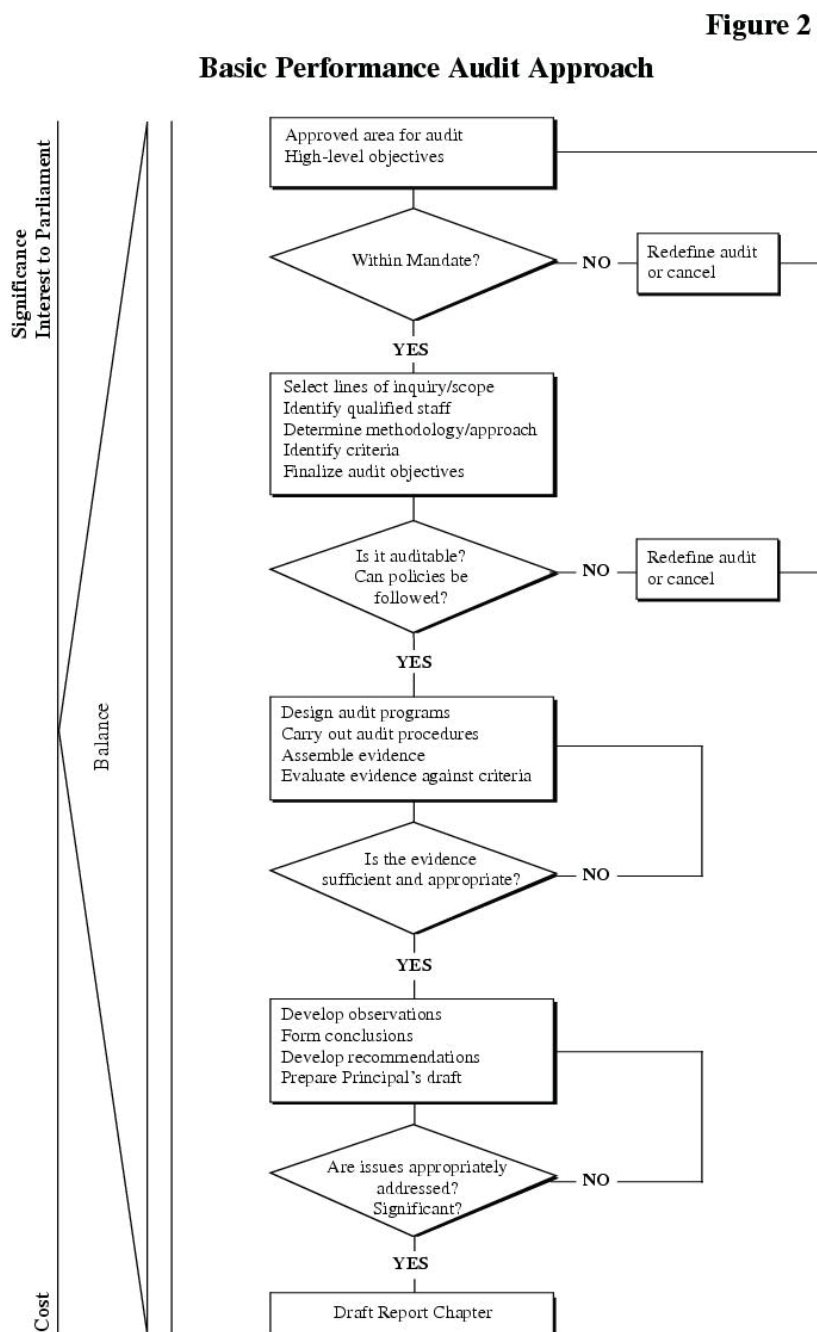 Figure 2
Basic Performance Audit Approach
Significance
Interest to Parliament
Approved area for audit
High-level objectives
Within Mandate?
NO
Redefine audit
or cancel
YES
Select lines of inquiry/scope
Identify qualified staff
Determine methodology/approach
Identify criteria
Finalize audit objectives
Is it auditable?
Can policies be
followed?
NO
Redefine audit
or cancel
YES
Balance
Design audit programs
Carry out audit procedures
Assemble evidence
Evaluate evidence against criteria
Is the evidence
sufficient and appropriate?
NO
YES
Develop observations
Form conclusions
Develop recommendations
Prepare Principal's draft
Are issues appropriately
addressed?
Significant?
NO
YES
Cost
Draft Report Chapter